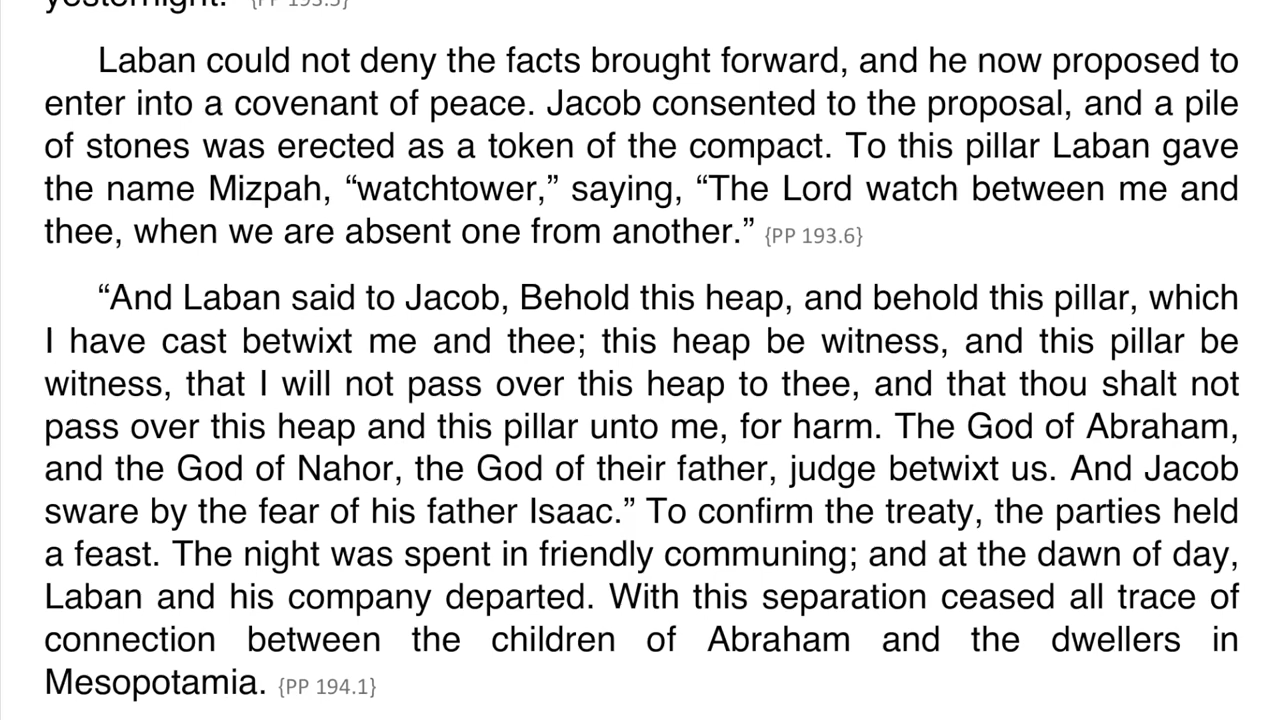 yesternight.” {PP 193.5}
Laban could not deny the facts brought forward, and he now proposed to
enter into a covenant of peace. Jacob consented to the proposal, and a pile
of stones was erected as a token of the compact. To this pillar Laban gave
the name Mizpah, “watchtower,” saying, “The Lord watch between me and
thee, when we are absent one from another.” {PP 193.6}
“And Laban said to Jacob, Behold this heap, and behold this pillar, which
I have cast betwixt me and thee; this heap be witness, and this pillar be
witness, that I will not pass over this heap to thee, and that thou shalt not
pass over this heap and this pillar unto me, for harm. The God of Abraham,
and the God of Nahor, the God of their father, judge betwixt us. And Jacob
sware by the fear of his father Isaac.” To confirm the treaty, the parties held
a feast. The night was spent in friendly communing; and at the dawn of day,
Laban and his company departed. With this separation ceased all trace of
connection between the children of Abraham and the dwellers in
Mesopotamia. {PP 194.1}